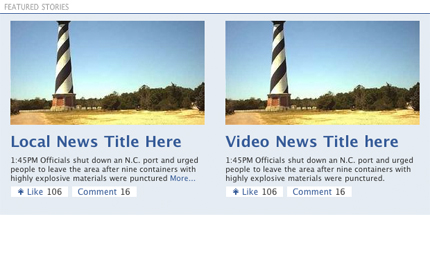 FEATURED STORIES
Local News Title Here
1:45PM Officials shut down an N.C. port and urged
people to leave the area after nine containers with
highly explosive materials were punctured More...
Like 106 Comment 16
Video News Title here
1:45PM Officials shut down an N.C. port and urged
people to leave the area after nine containers with
highly explosive materials were punctured.
Like 106 Comment 16